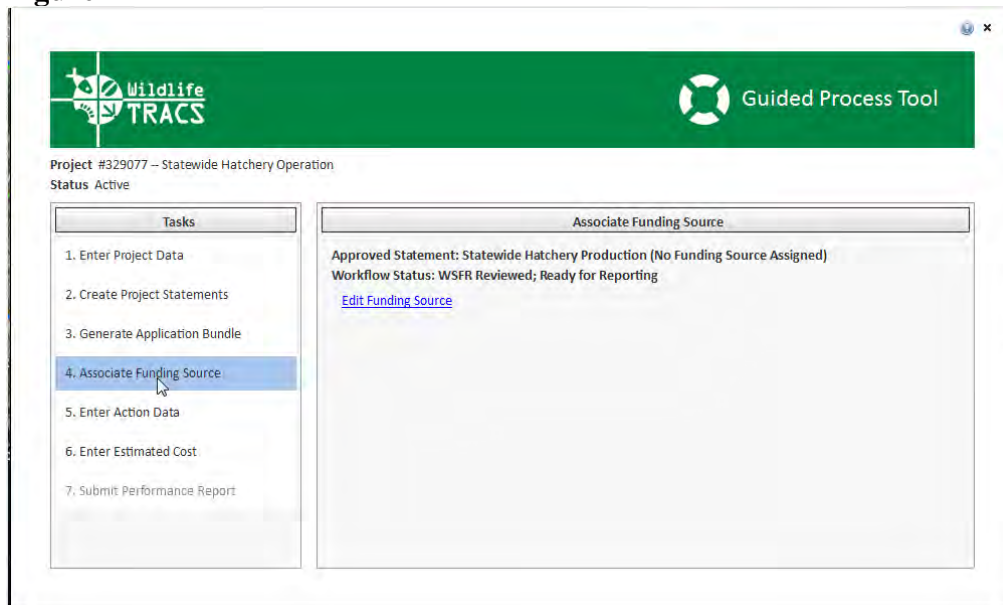 Wildlife
TRACS
Guided Process Tool
Project #329077 -- Statewide Hatchery Operation
Status Active
Tasks
1. Enter Project Data
2. Create Project Statements
3. Generate Application Bundle
4. Associate Funding Source
5. Enter Action Data
6. Enter Estimated Cost
7. Submit Performance Report
Associate Funding Source
Approved Statement: Statewide Hatchery Production (No Funding Source Assigned)
Workflow Status: WSFR Reviewed; Ready for Reporting
Edit Funding Source